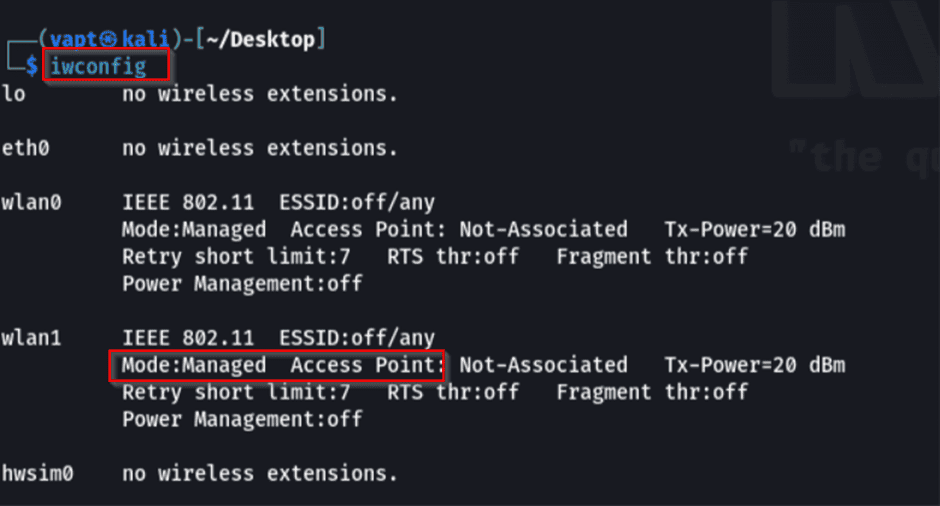 (vapt㉿kali)-[~/Desktop]
$ iwconfig
lo        no wireless extensions.
eth0      no wireless extensions.
wlan0     IEEE 802.11  ESSID:off/any
          Mode:Managed  Access Point: Not-Associated   Tx-Power=20 dBm
          Retry short limit:7   RTS thr:off   Fragment thr:off
          Power Management:off
wlan1     IEEE 802.11  ESSID:off/any
          Mode:Managed  Access Point: Not-Associated   Tx-Power=20 dBm
          Retry short limit:7   RTS thr:off   Fragment thr:off
          Power Management:off
hwsim0    no wireless extensions.
"the